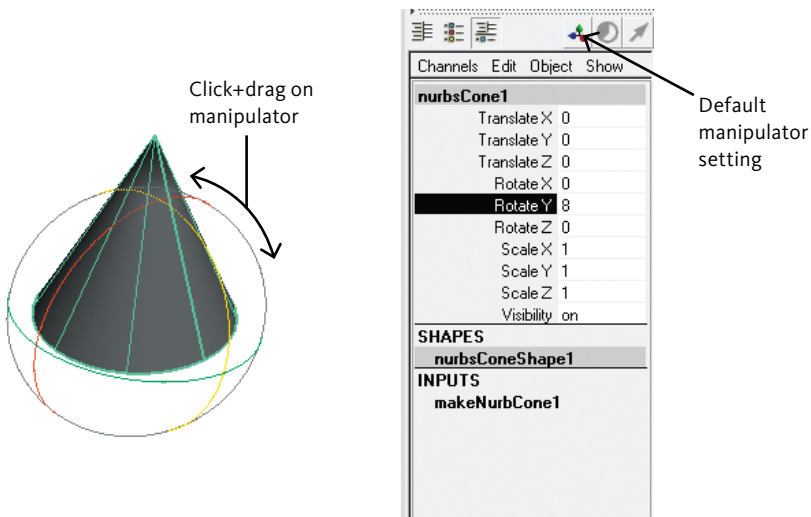 Click+drag on
manipulator
Channels Edit Object Show
nurbsCone1
Translate X 0
Translate Y 0
Translate Z 0
Rotate X 0
Rotate Y 8
Rotate Z 0
Scale X 1
Scale Y 1
Scale Z 1
Visibility on
SHAPES
nurbsConeShape1
INPUTS
makeNurbCone1
Default
manipulator
setting